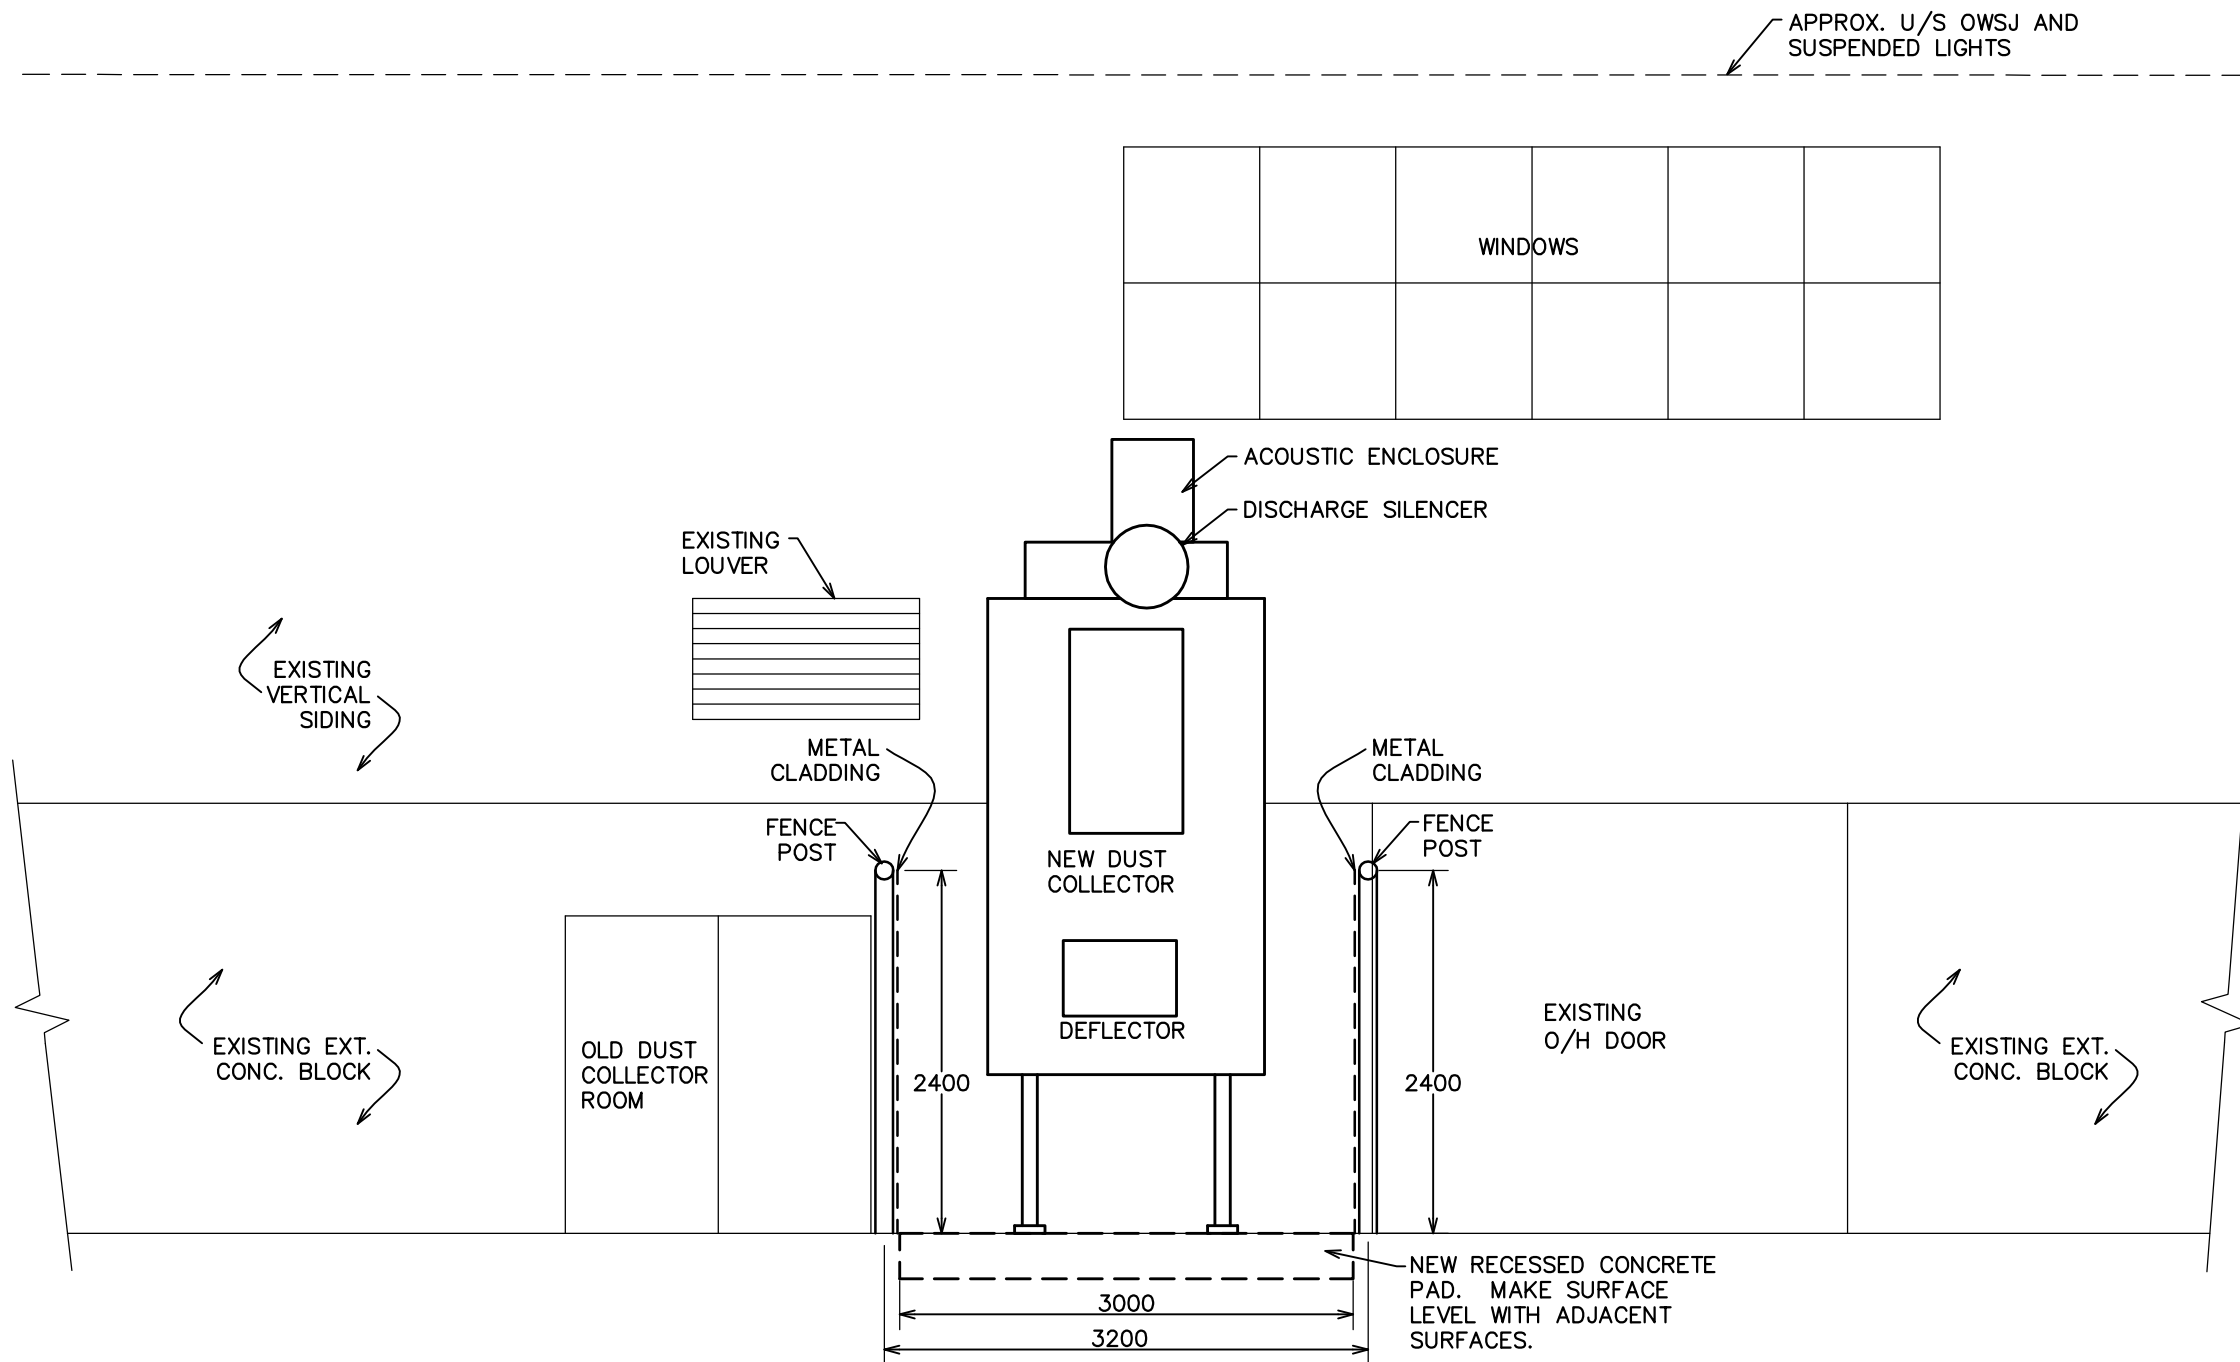 APPROX. U/S OWSJ AND
SUSPENDED LIGHTS
WINDOWS
ACOUSTIC ENCLOSURE
DISCHARGE SILENCER
EXISTING
LOUVER
EXISTING
VERTICAL
SIDING
METAL
CLADDING
METAL
CLADDING
FENCE
POST
FENCE
POST
NEW DUST
COLLECTOR
DEFLECTOR
EXISTING
O/H DOOR
EXISTING EXT.
CONC. BLOCK
OLD DUST
COLLECTOR
ROOM
2400
2400
EXISTING EXT.
CONC. BLOCK
NEW RECESSED CONCRETE
PAD. MAKE SURFACE
LEVEL WITH ADJACENT
SURFACES.
3000
3200